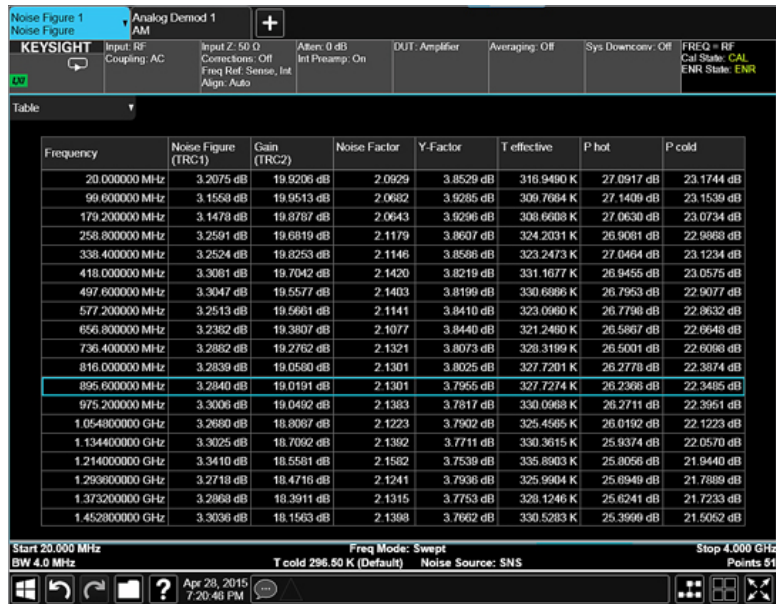 Noise Figure 1
Noise Figure
Analog Demod 1
AM
KEYSIGHT
LXI
Input: RF
Coupling: AC
Input Z: 50 Ω
Corrections: Off
Freq Ref: Sense, Int
Align: Auto
Atten: 0 dB
Int Preamp: On
DUT: Amplifier
Averaging: Off
Sys Downconv: Off
FREQ = RF
Cal State: CAL
ENR State: ENR
Table
Frequency Noise Figure (TRC1) Gain (TRC2) Noise Factor Y-Factor T effective P hot P cold
20.000000 MHz 3.2075 dB 19.9206 dB 2.0929 3.8529 dB 316.9490 K 27.0917 dB 23.1744 dB
99.600000 MHz 3.1558 dB 19.9513 dB 2.0682 3.9285 dB 309.7664 K 27.1409 dB 23.1539 dB
179.200000 MHz 3.1478 dB 19.8787 dB 2.0643 3.9296 dB 308.6608 K 27.0630 dB 23.0734 dB
258.800000 MHz 3.2591 dB 19.6819 dB 2.1179 3.8607 dB 324.2031 K 26.9081 dB 22.9868 dB
338.400000 MHz 3.2524 dB 19.8253 dB 2.1146 3.8586 dB 323.2473 K 27.0464 dB 23.1234 dB
418.000000 MHz 3.3081 dB 19.7042 dB 2.1420 3.8219 dB 331.1677 K 26.9455 dB 23.0575 dB
497.600000 MHz 3.3047 dB 19.5577 dB 2.1403 3.8199 dB 330.6866 K 26.7953 dB 22.9077 dB
577.200000 MHz 3.2513 dB 19.5661 dB 2.1141 3.8410 dB 323.0960 K 26.7798 dB 22.8632 dB
656.800000 MHz 3.2382 dB 19.3807 dB 2.1077 3.8440 dB 321.2460 K 26.5867 dB 22.6648 dB
736.400000 MHz 3.2882 dB 19.2762 dB 2.1321 3.8073 dB 328.3199 K 26.5001 dB 22.6098 dB
816.000000 MHz 3.2839 dB 19.0580 dB 2.1301 3.8025 dB 327.7201 K 26.2778 dB 22.3874 dB
895.600000 MHz 3.2840 dB 19.0191 dB 2.1301 3.7955 dB 327.7274 K 26.2366 dB 22.3485 dB
975.200000 MHz 3.3006 dB 19.0492 dB 2.1383 3.7817 dB 330.0968 K 26.2711 dB 22.3951 dB
1.054800000 GHz 3.2680 dB 18.8087 dB 2.1223 3.7902 dB 325.4565 K 26.0192 dB 22.1223 dB
1.134400000 GHz 3.3025 dB 18.7092 dB 2.1392 3.7711 dB 330.3615 K 25.9374 dB 22.0570 dB
1.214000000 GHz 3.3410 dB 18.5581 dB 2.1582 3.7539 dB 335.8903 K 25.8056 dB 21.9440 dB
1.293600000 GHz 3.2718 dB 18.4716 dB 2.1241 3.7936 dB 325.9904 K 25.6949 dB 21.7889 dB
1.373200000 GHz 3.2868 dB 18.3911 dB 2.1315 3.7753 dB 328.1246 K 25.6241 dB 21.7233 dB
1.452800000 GHz 3.3036 dB 18.1563 dB 2.1398 3.7662 dB 330.5283 K 25.3999 dB 21.5052 dB
Start 20.000 MHz Freq Mode: Swept Stop 4.000 GHz
BW 4.0 MHz T cold 296.50 K (Default) Noise Source: SNS Points 51
Apr 28, 2015
7:20:46 PM